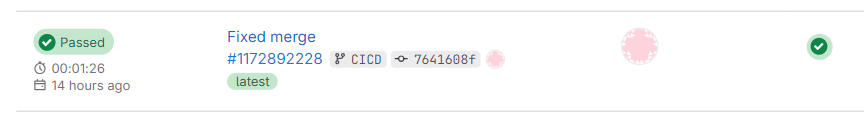 Passed
00:01:26
14 hours ago
Fixed merge
#1172892228 CICD 7641608f
latest